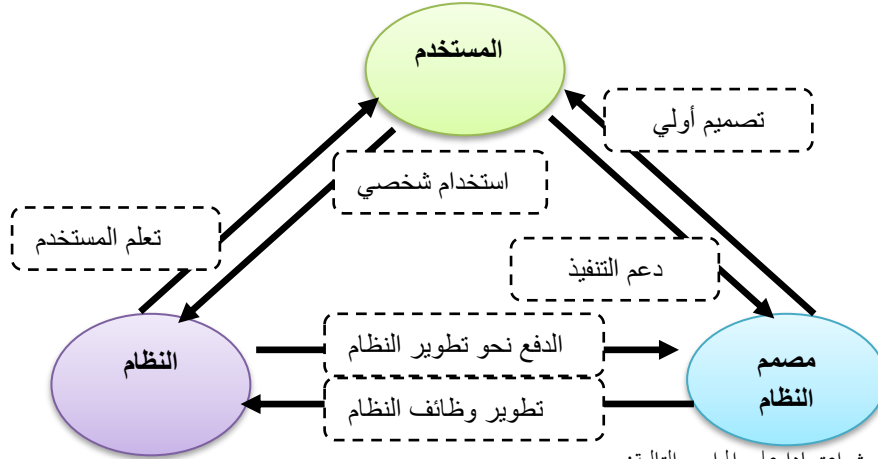 المستخدم
تصميم أولي
استخدام شخصي
تعلم المستخدم
دعم التنفيذ
النظام
الدفع نحو تطوير النظام
تطوير وظائف النظام
مصمم
النظام